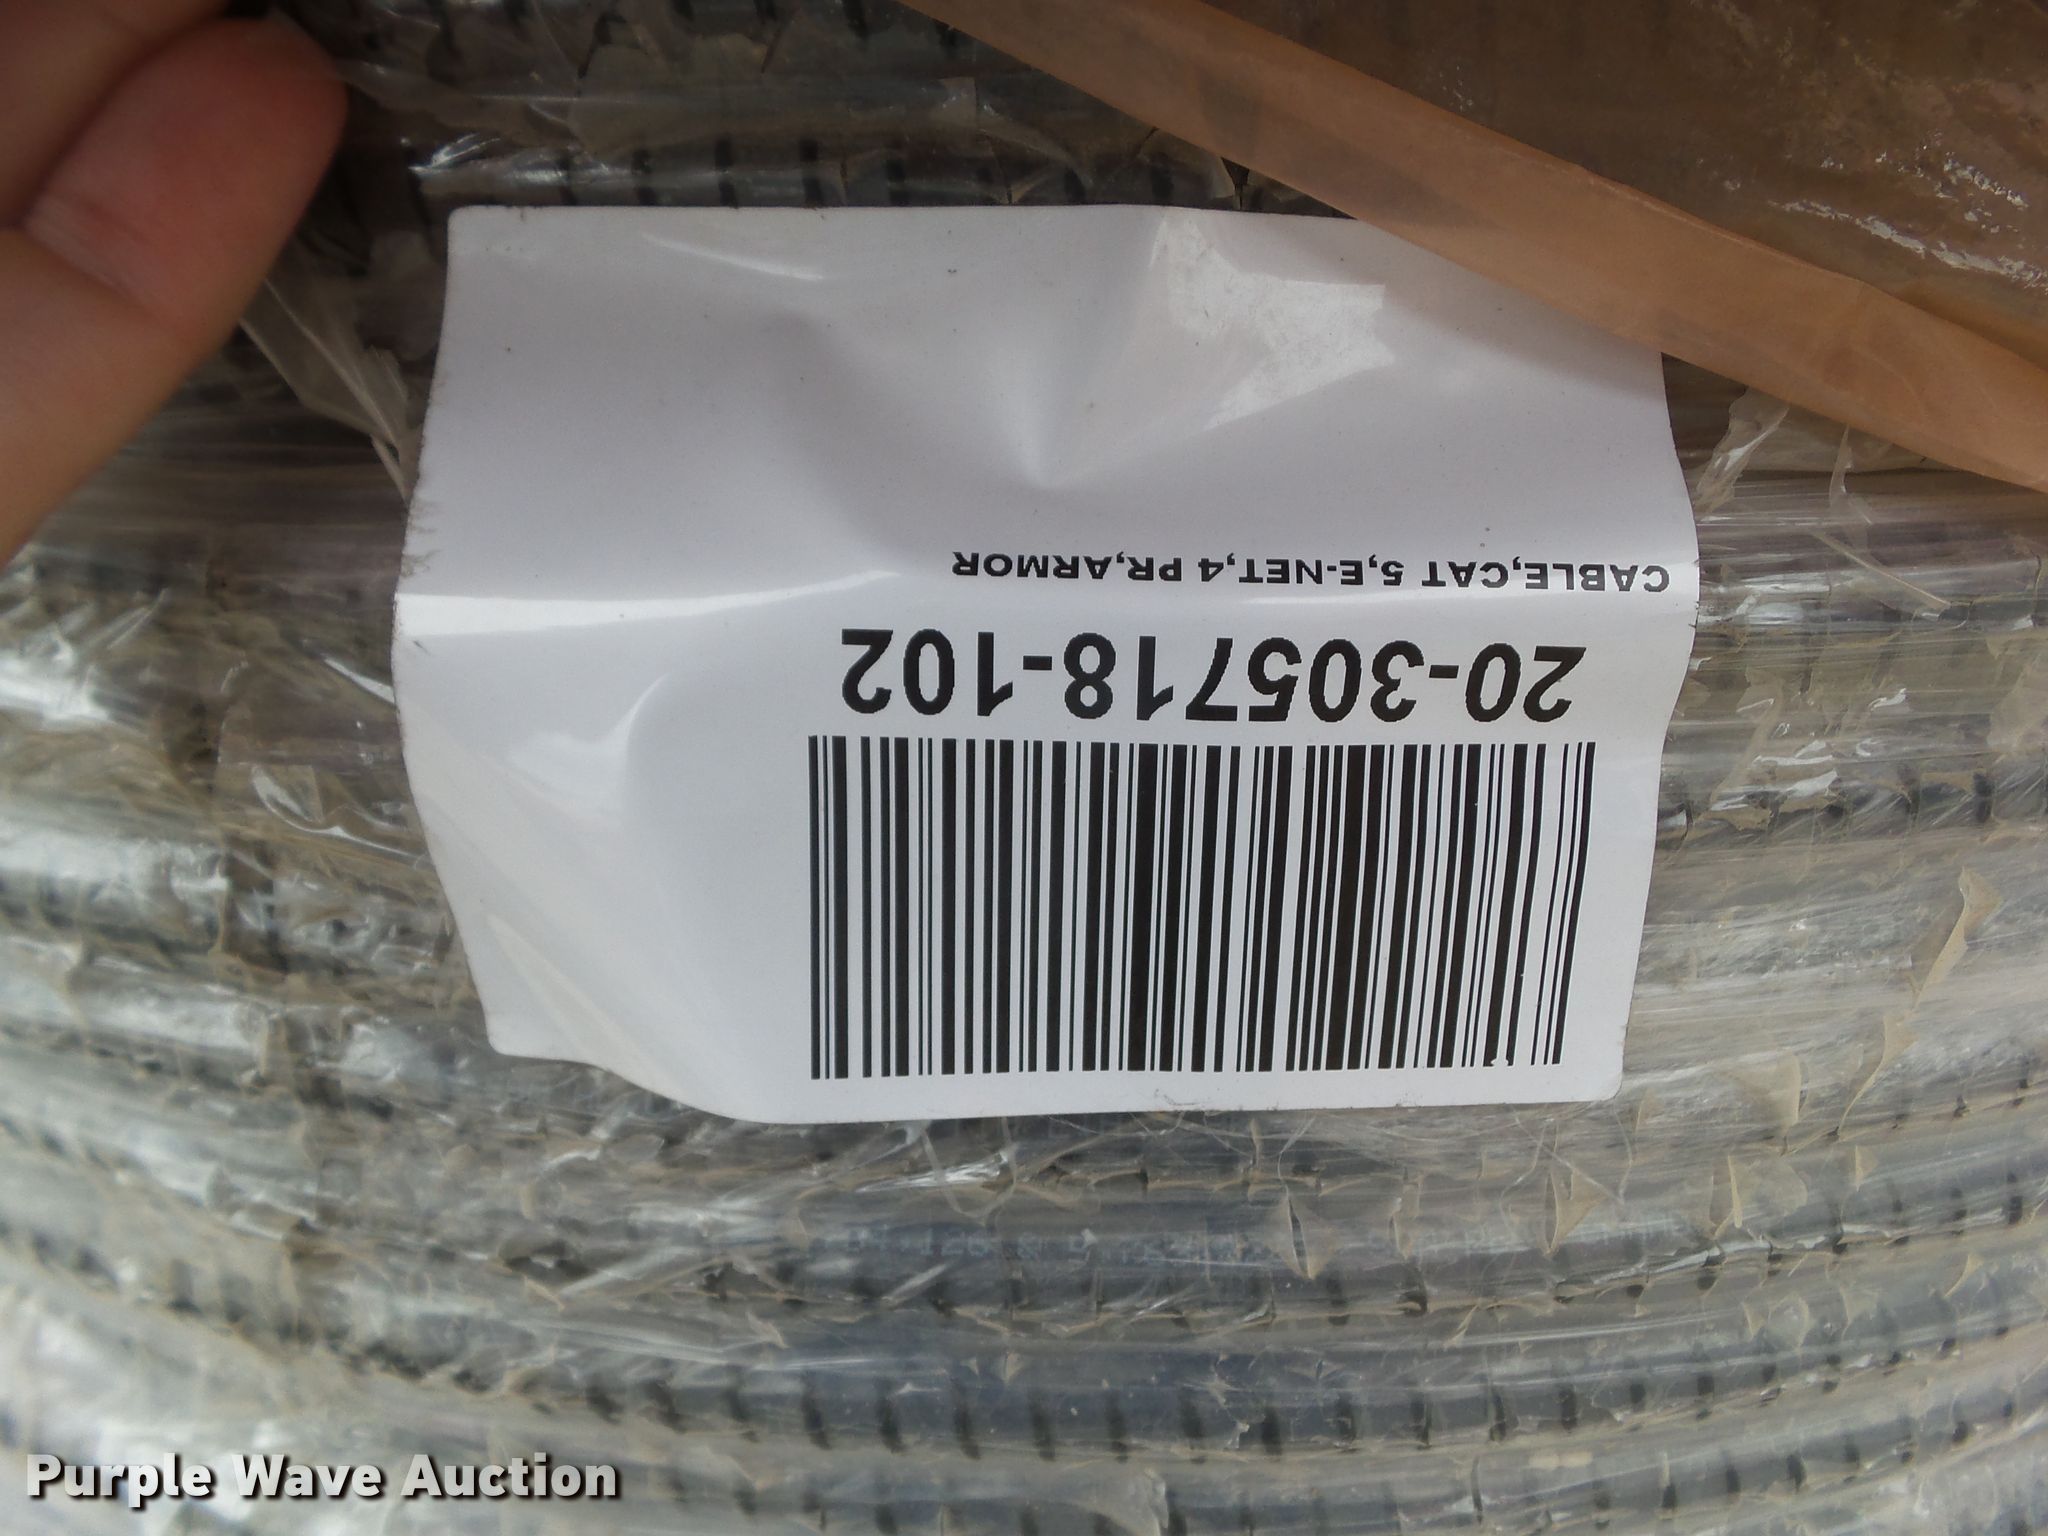 20-305718-102
CABLE,CAT 5,E-NET,4 PR,ARMOR
Purple Wave Auction